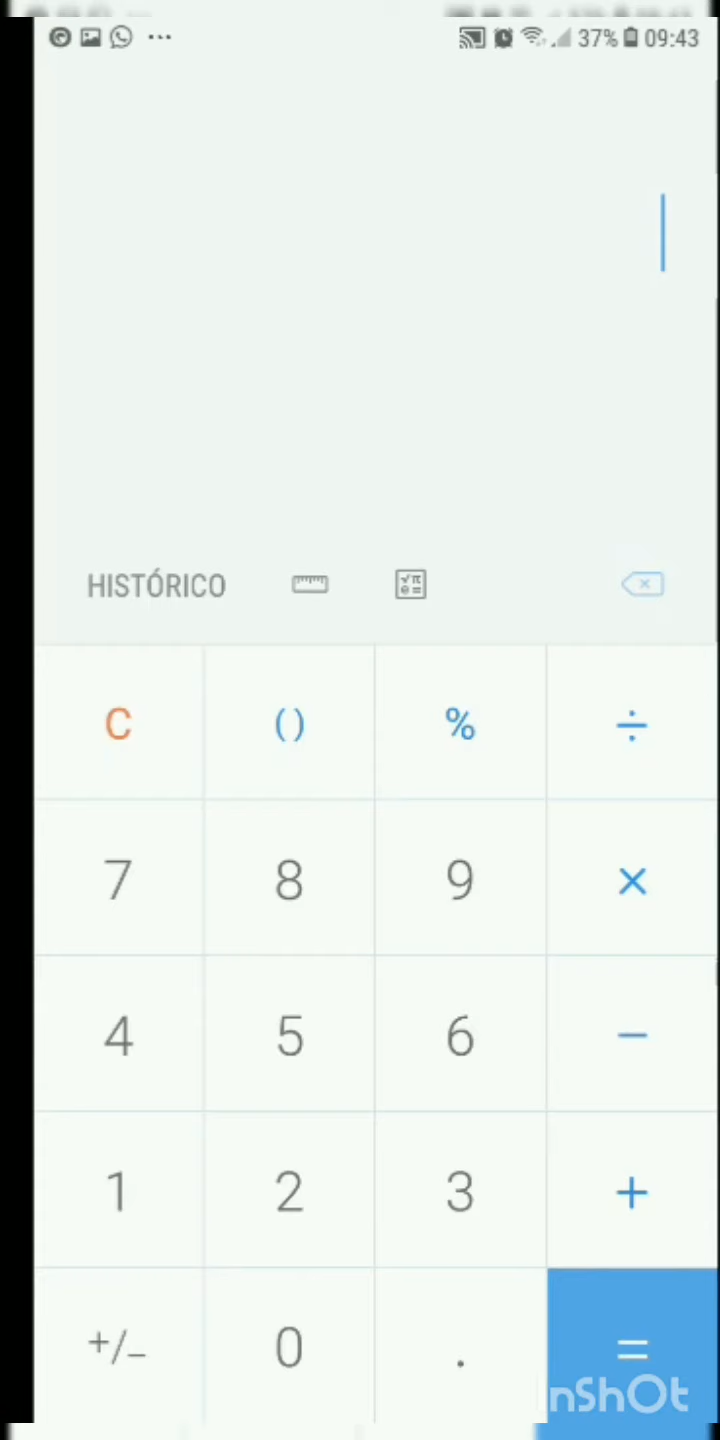 37% 09:43
HISTÓRICO
C () % ÷
7 8 9 ×
4 5 6 −
1 2 3 +
+/− 0 . =
InShOt